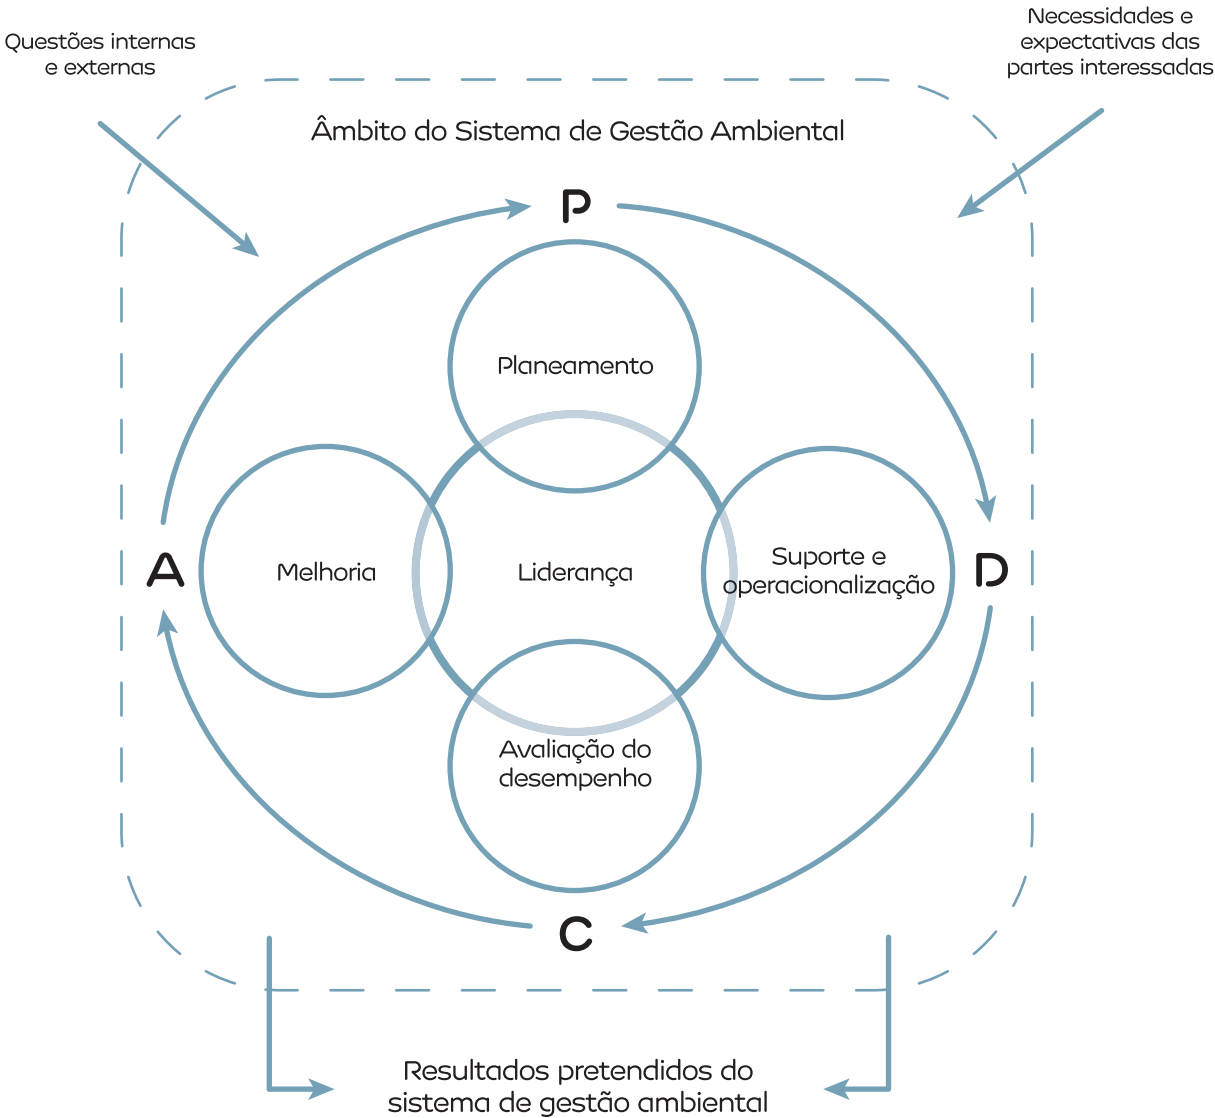 Questões internas
e externas
Necessidades e
expectativas das
partes interessadas
Âmbito do Sistema de Gestão Ambiental
P
Planeamento
A
Melhoria
Liderança
Suporte e
operacionalização
D
Avaliação do
desempenho
C
Resultados pretendidos do
sistema de gestão ambiental